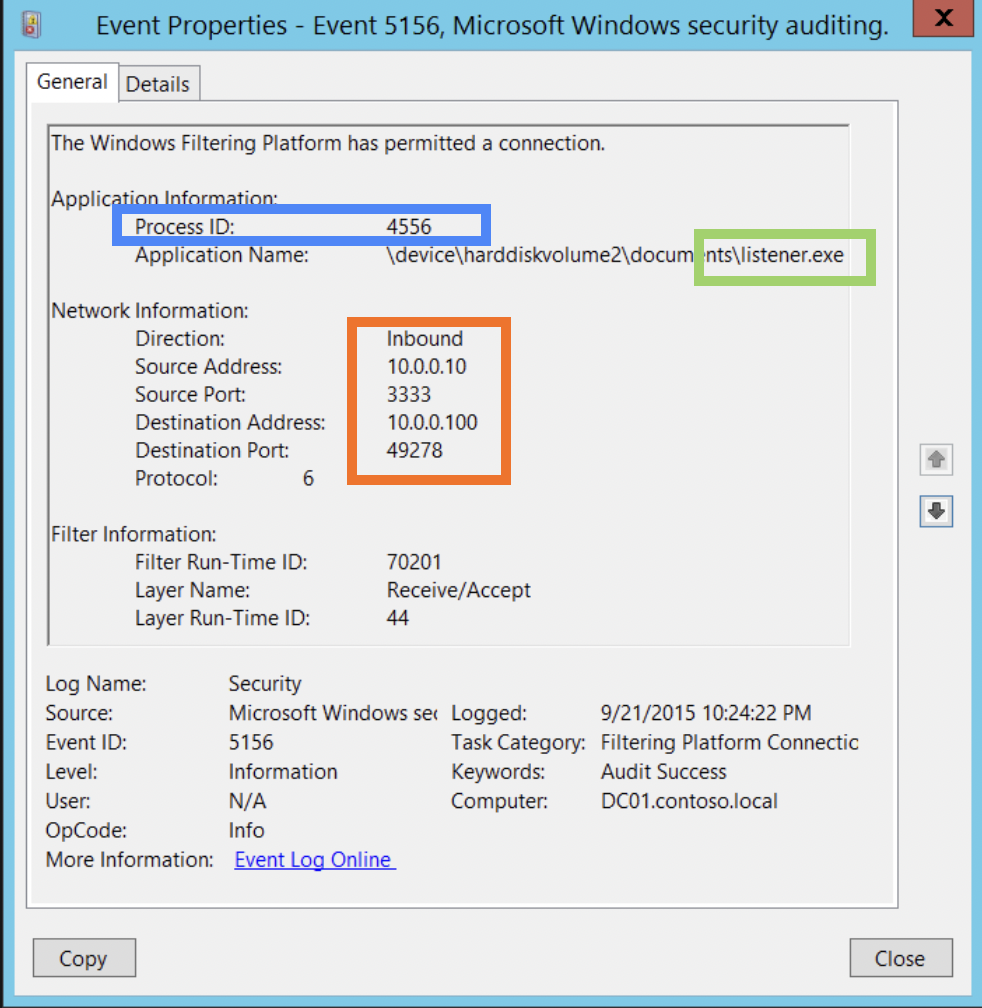 Event Properties - Event 5156, Microsoft Windows security auditing.
X
General Details
The Windows Filtering Platform has permitted a connection.
Application Information:
Process ID: 4556
Application Name: \device\harddiskvolume2\documents\listener.exe
Network Information:
Direction: Inbound
Source Address: 10.0.0.10
Source Port: 3333
Destination Address: 10.0.0.100
Destination Port: 49278
Protocol: 6
Filter Information:
Filter Run-Time ID: 70201
Layer Name: Receive/Accept
Layer Run-Time ID: 44
Log Name: Security
Source: Microsoft Windows sec Logged: 9/21/2015 10:24:22 PM
Event ID: 5156 Task Category: Filtering Platform Connectio
Level: Information Keywords: Audit Success
User: N/A Computer: DC01.contoso.local
OpCode: Info
More Information: Event Log Online
Copy Close